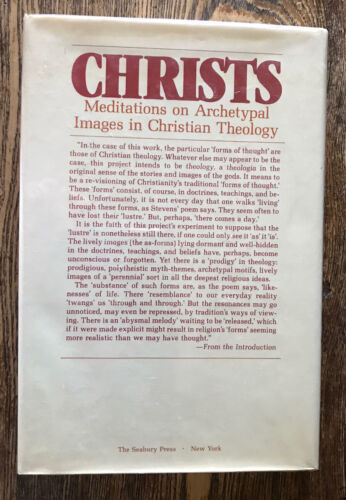 CHRISTS
Meditations on Archetypal
Images in Christian Theology
"In the case of this work, the particular 'forms of thought' are
those of Christian theology. Whatever else may appear to be the
case, this project intends to be theology, a theologia in the
original sense of the stories and images of the gods. It means to
be a re-visioning of Christianity's traditional 'forms of thought.'
These 'forms' consist, of course, in doctrines, teachings, and be-
liefs. Unfortunately, it is not every day that one walks 'living'
through these forms, as Stevens' poem says. They seem often to
have lost their 'lustre.' But, perhaps, 'there comes a day.'
It is the faith of this project's experiment to suppose that the
'lustre' is nonetheless still there, if one could only see it 'as' it 'is'.
The lively images (the as-forma) lying dormant and well-hidden
in the doctrines, teachings, and beliefs have, perhaps, become
unconscious or forgotten. Yet there is a 'prodigy' in theology:
prodigious, polytheistic myth-themes, archetypal motifs, lively
images of a 'perennial' sort in all the deepest religious ideas.
The 'substance' of such forms are, as the poem says, 'like-
nesses' of life. There 'resemblance' to our everyday reality
'twangs' us 'through and through.' But the resonances may go
unnoticed, may even be repressed, by tradition's ways of view-
ing. There is an 'abysmal melody' waiting to be 'released,' which
if it were made explicit might result in religion's 'forms' seeming
more realistic than we may have thought."
—From the Introduction
The Seabury Press · New York